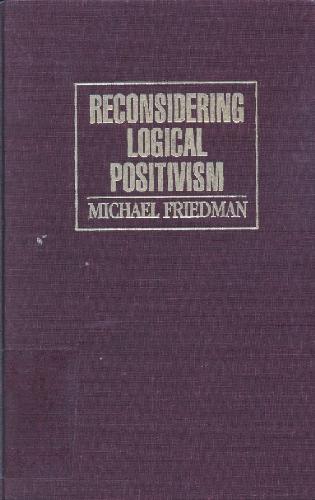 RECONSIDERING
LOGICAL
POSITIVISM
MICHAEL FRIEDMAN